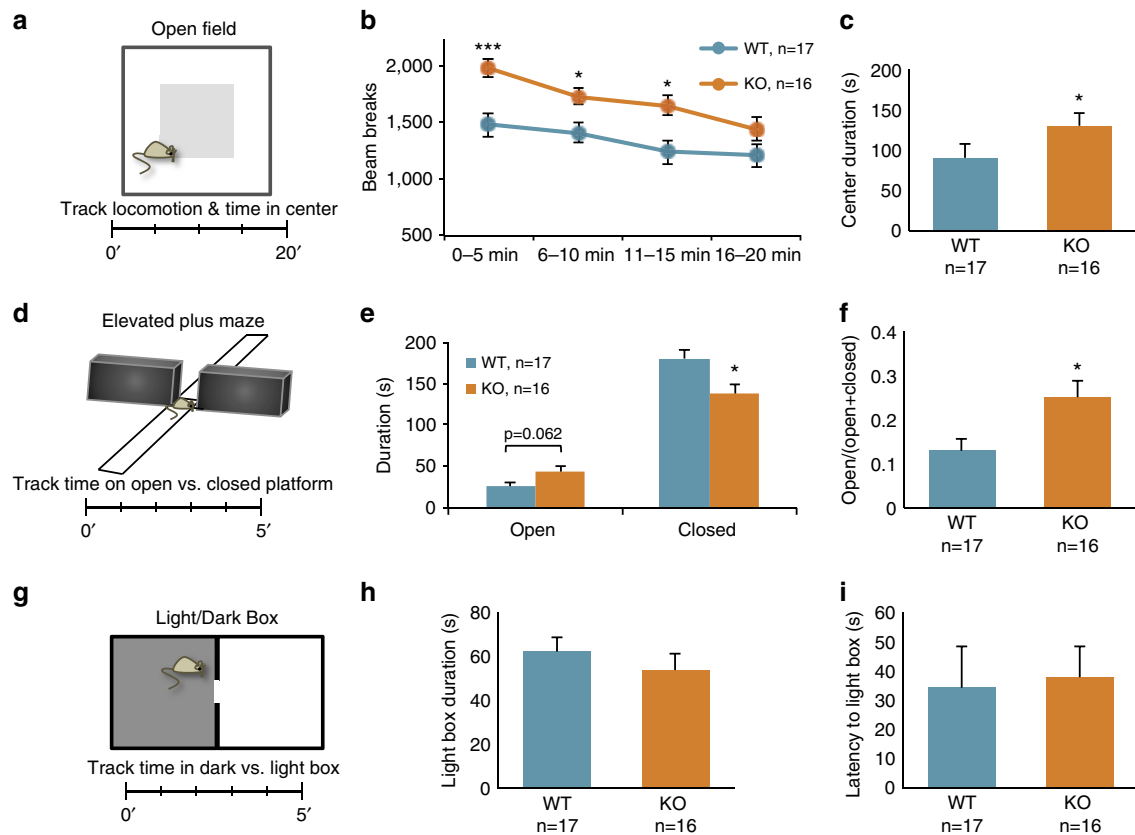 a
Open field
Track locomotion & time in center
0′ 20′
b
Beam breaks
2,000
1,500
1,000
500
***
*
*
WT, n=17
KO, n=16
0–5 min 6–10 min 11–15 min 16–20 min
c
Center duration (s)
200
150
100
50
0
*
WT KO
n=17 n=16
d
Elevated plus maze
Track time on open vs. closed platform
0′ 5′
e
Duration (s)
200
150
100
50
0
WT, n=17
KO, n=16
p=0.062
*
Open Closed
f
Open/(open+closed)
0.4
0.3
0.2
0.1
0
*
WT KO
n=17 n=16
g
Light/Dark Box
Track time in dark vs. light box
0′ 5′
h
Light box duration (s)
80
60
40
20
0
WT KO
n=17 n=16
i
Latency to light box (s)
60
50
40
30
20
10
0
WT KO
n=17 n=16